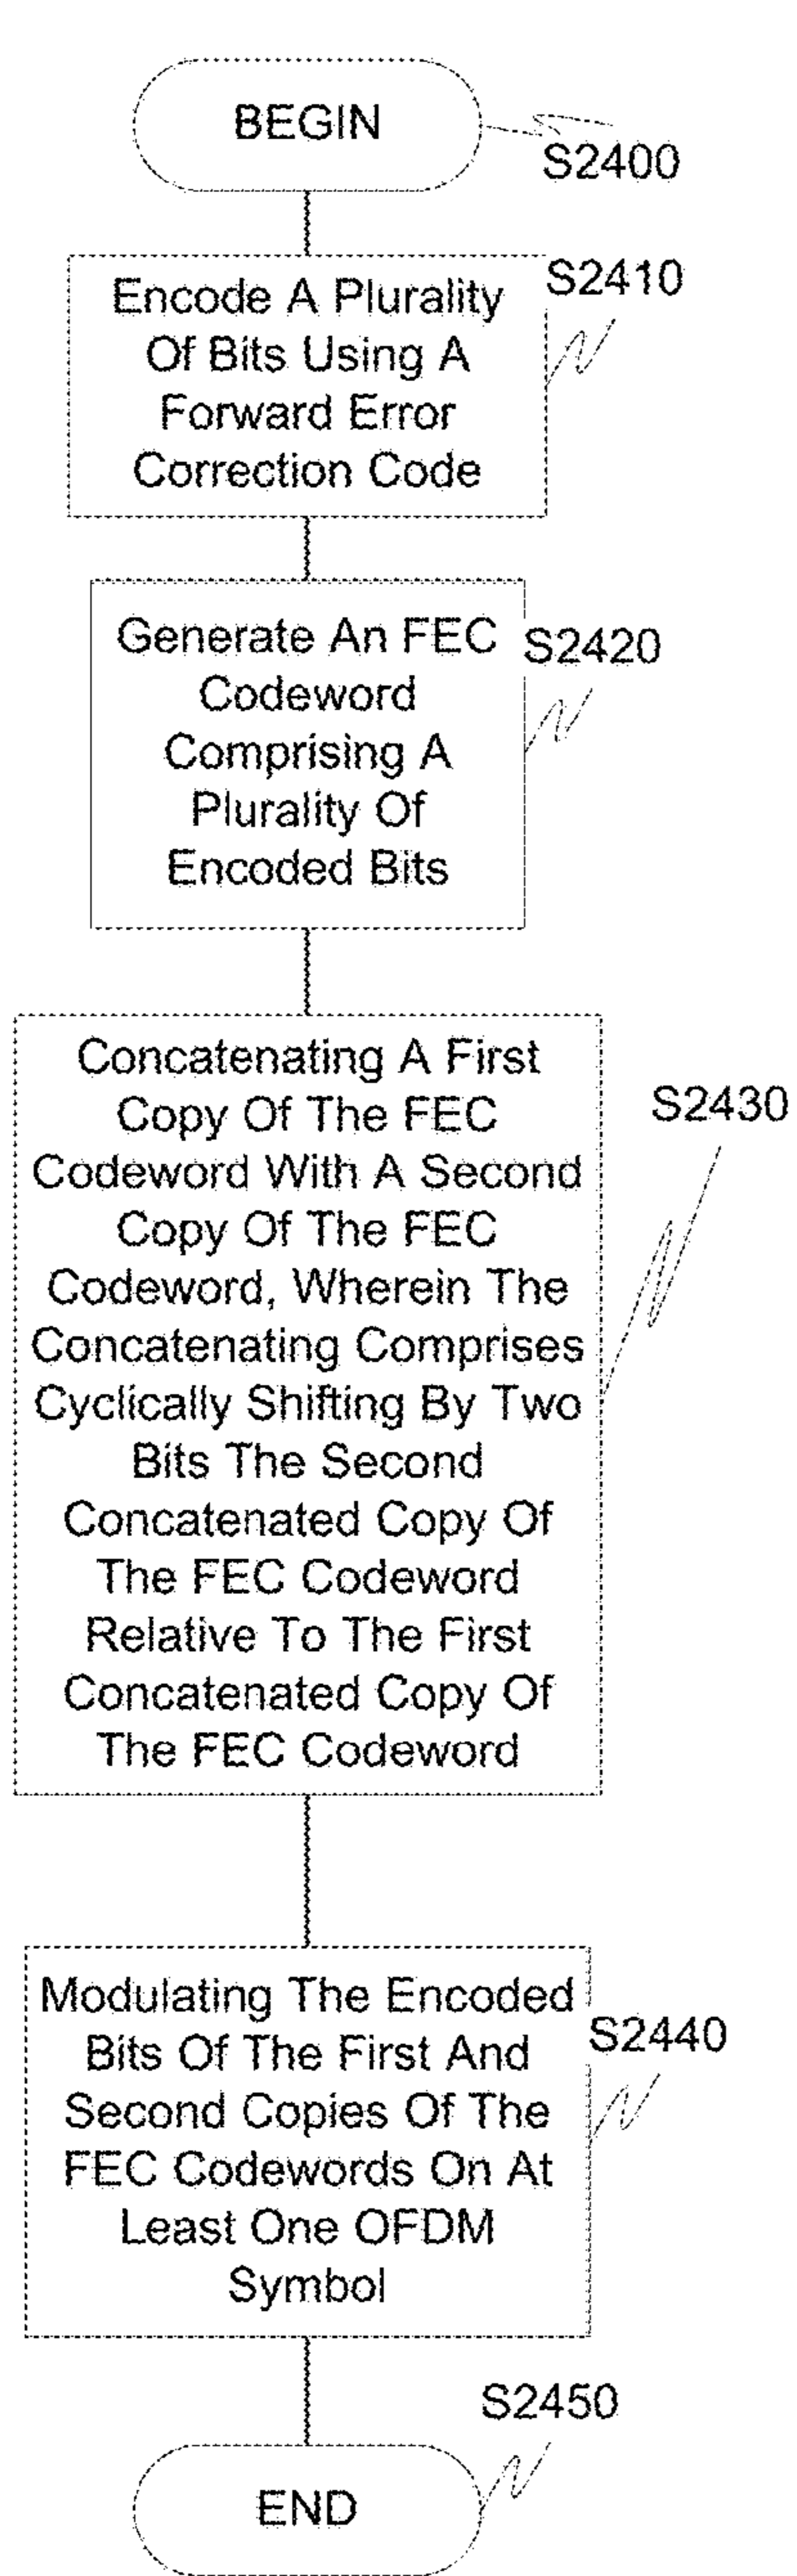 BEGIN
S2400
S2410
Encode A Plurality
Of Bits Using A
Forward Error
Correction Code
Generate An FEC
S2420
Codeword
Comprising A
Plurality Of
Encoded Bits
Concatenating A First
Copy Of The FEC
S2430
Codeword With A Second
Copy Of The FEC
Codeword, Wherein The
Concatenating Comprises
Cyclically Shifting By Two
Bits The Second
Concatenated Copy Of
The FEC Codeword
Relative To The First
Concatenated Copy Of
The FEC Codeword
Modulating The Encoded
S2440
Bits Of The First And
Second Copies Of The
FEC Codewords On At
Least One OFDM
Symbol
S2450
END